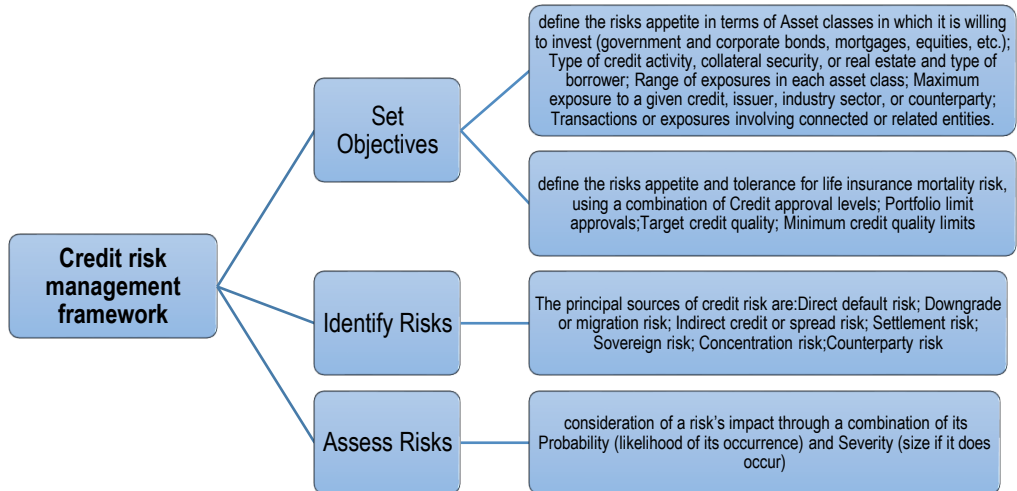 Credit risk
management
framework
Set
Objectives
define the risks appetite in terms of Asset classes in which it is willing
to invest (government and corporate bonds, mortgages, equities, etc.);
Type of credit activity, collateral security, or real estate and type of
borrower; Range of exposures in each asset class; Maximum
exposure to a given credit, issuer, industry sector, or counterparty;
Transactions or exposures involving connected or related entities.
define the risks appetite and tolerance for life insurance mortality risk,
using a combination of Credit approval levels; Portfolio limit
approvals;Target credit quality; Minimum credit quality limits
Identify Risks
The principal sources of credit risk are:Direct default risk; Downgrade
or migration risk; Indirect credit or spread risk; Settlement risk;
Sovereign risk; Concentration risk;Counterparty risk
Assess Risks
consideration of a risk's impact through a combination of its
Probability (likelihood of its occurrence) and Severity (size if it does
occur)